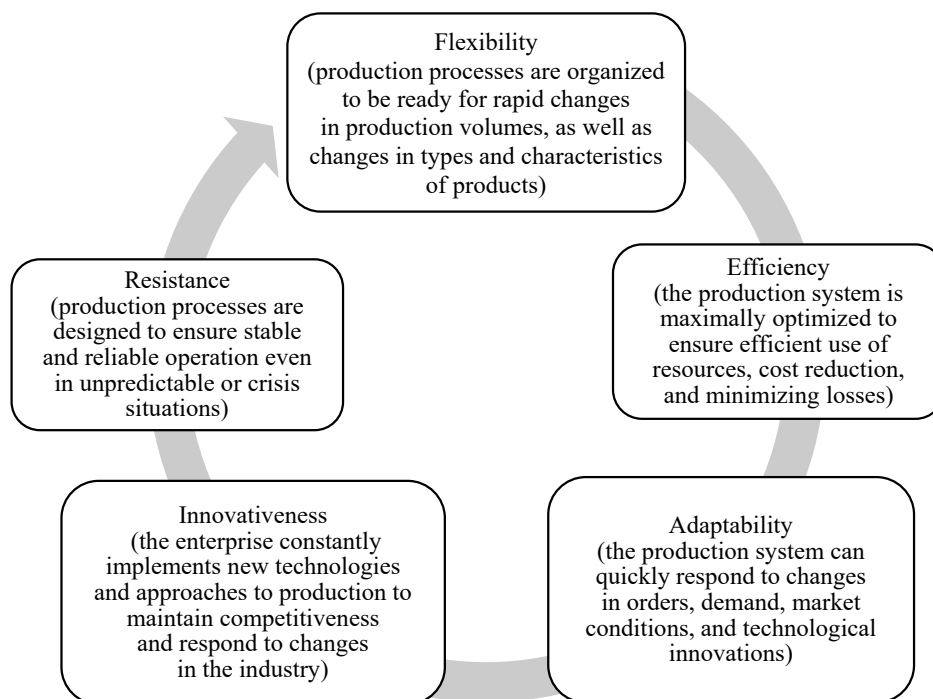 Flexibility
(production processes are organized
to be ready for rapid changes
in production volumes, as well as
changes in types and characteristics
of products)
Efficiency
(the production system is
maximally optimized to
ensure efficient use of
resources, cost reduction,
and minimizing losses)
Adaptability
(the production system can
quickly respond to changes
in orders, demand, market
conditions, and technological
innovations)
Innovativeness
(the enterprise constantly
implements new technologies
and approaches to production to
maintain competitiveness
and respond to changes
in the industry)
Resistance
(production processes are
designed to ensure stable
and reliable operation even
in unpredictable or crisis
situations)